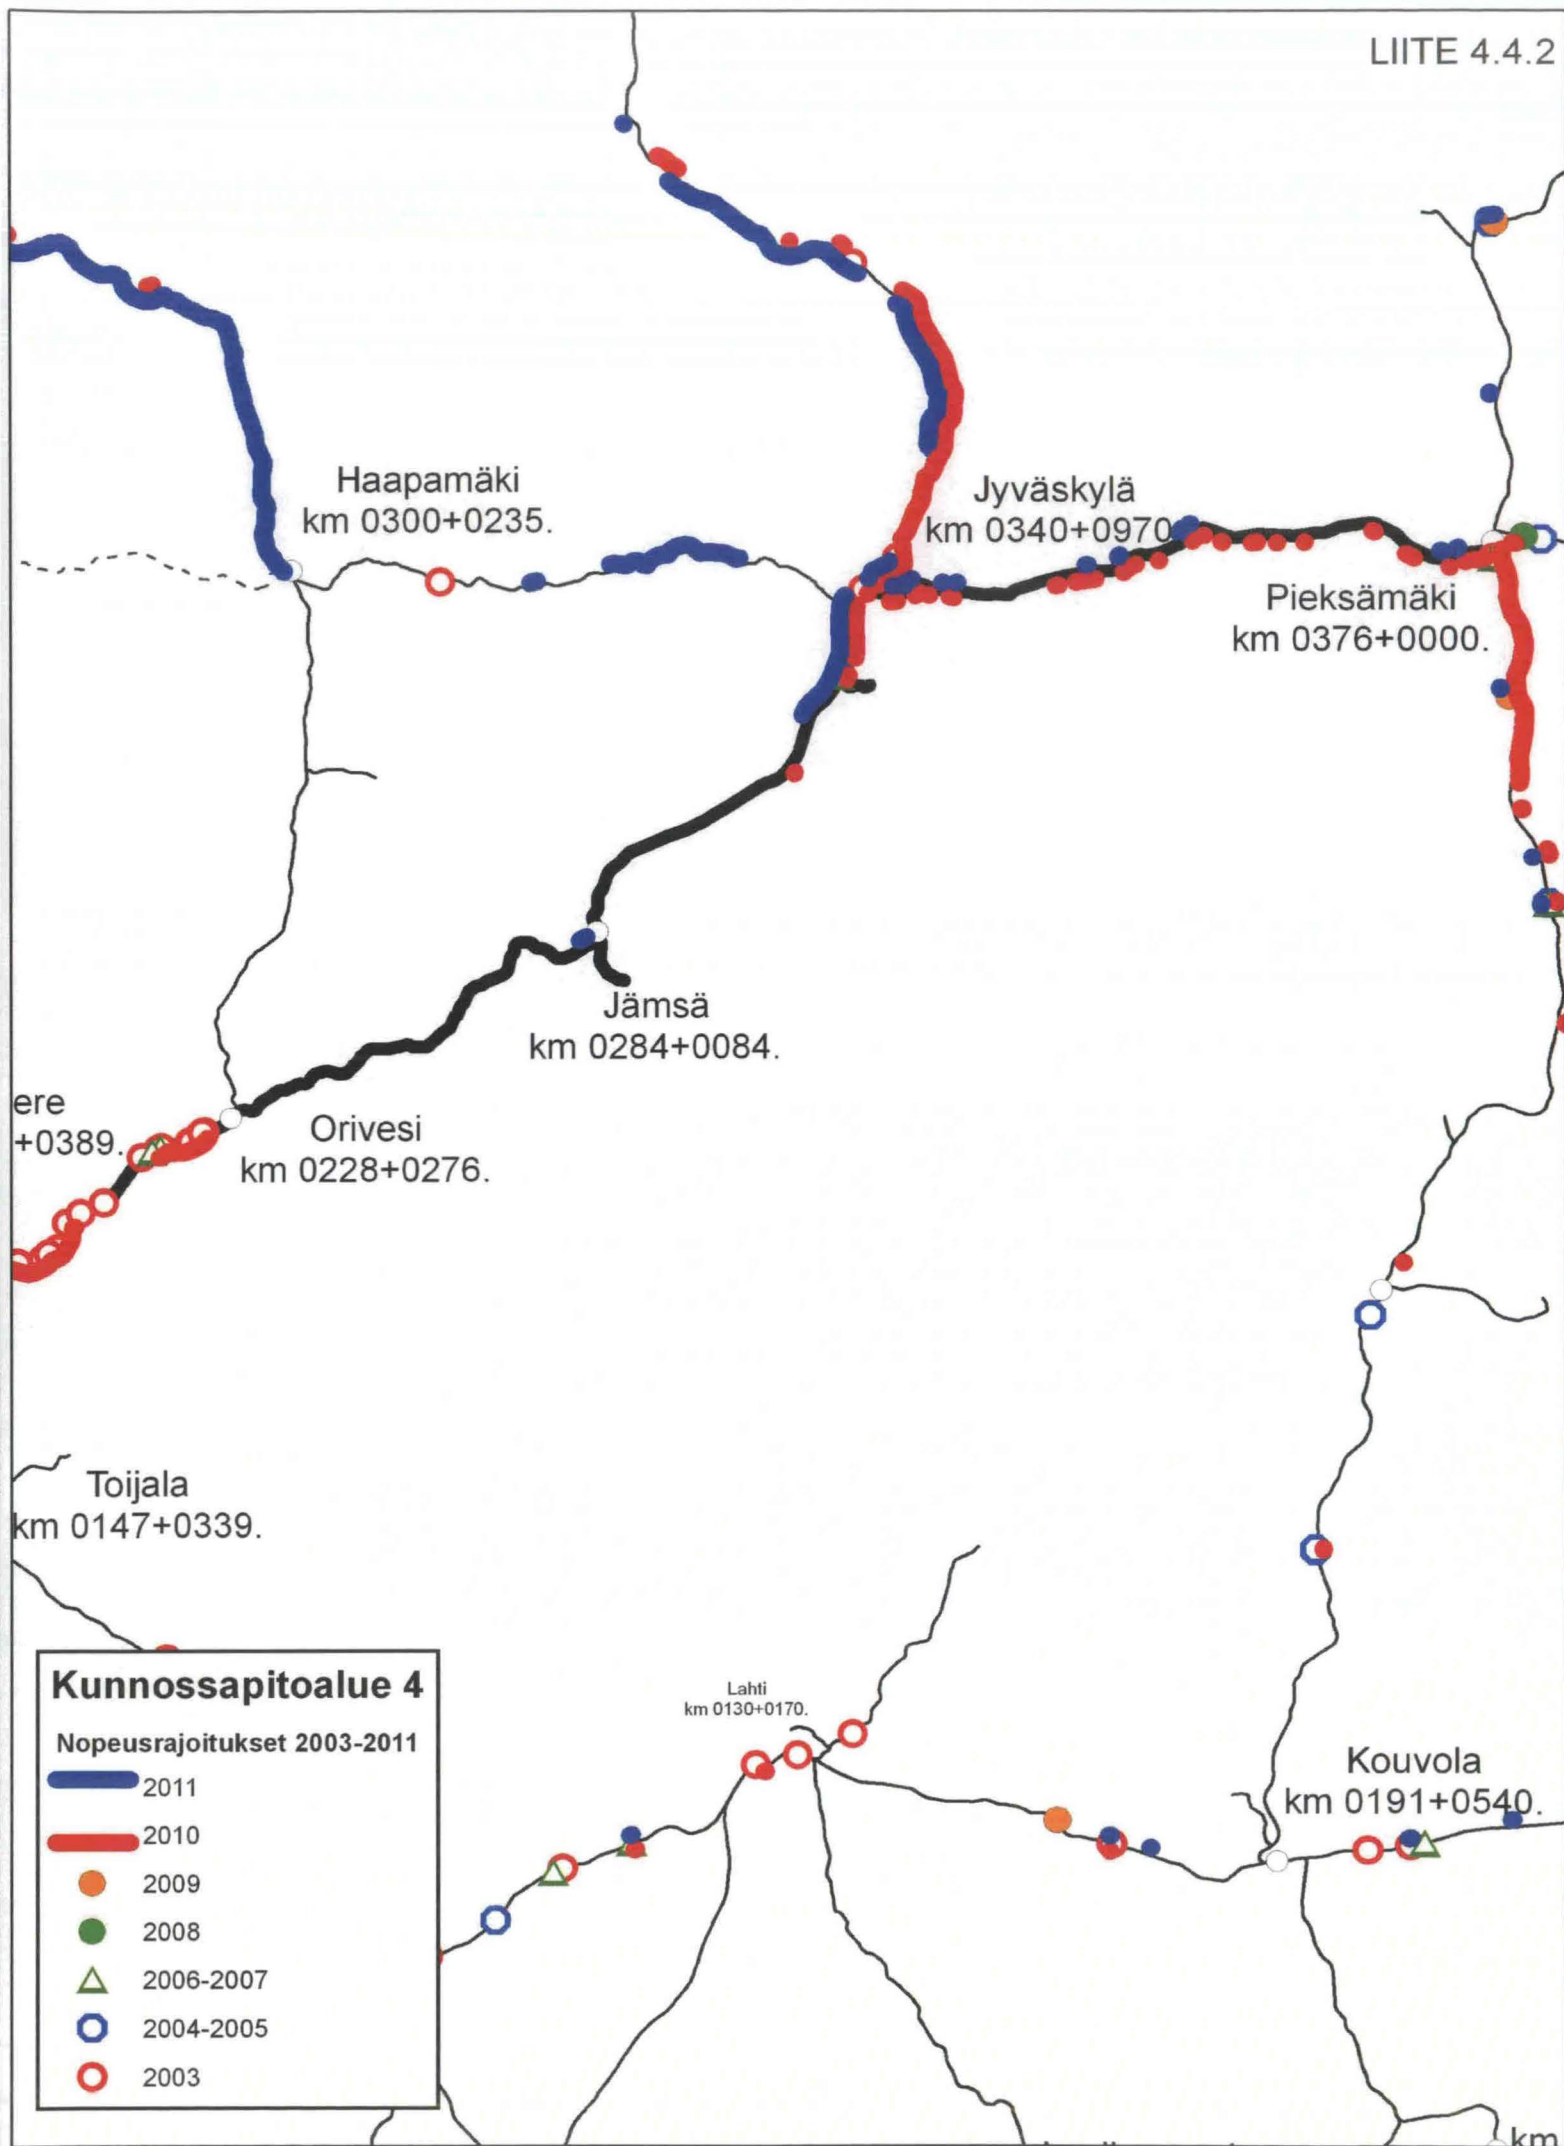 LIITE 4.4.2
Haapamäki
km 0300+0235.
Jyväskylä
km 0340+0970
Pieksämäki
km 0376+0000.
Jämsä
km 0284+0084.
ere
+0389.
Orivesi
km 0228+0276.
Toijala
km 0147+0339.
Lahti
km 0130+0170.
Kouvola
km 0191+0540.
Kunnossapitoalue 4
Nopeusrajoitukset 2003-2011
2011
2010
2009
2008
2006-2007
2004-2005
2003
km